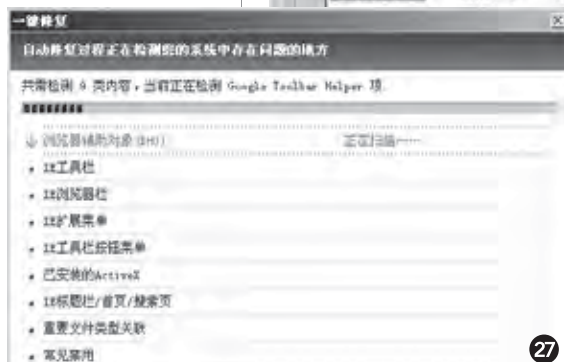 一键修复
自动修复过程正在检测您的系统中存在问题的地方
共需检测 9 类内容，当前正在检测 Google Toolbar Helper 项
浏览器辅助对象(BHO) 正在扫描……
IE工具栏
IE浏览器栏
IE扩展菜单
IE工具栏按钮菜单
已安装的ActiveX
IE标题栏/首页/搜索页
重要文件类型关联
常见禁用
27